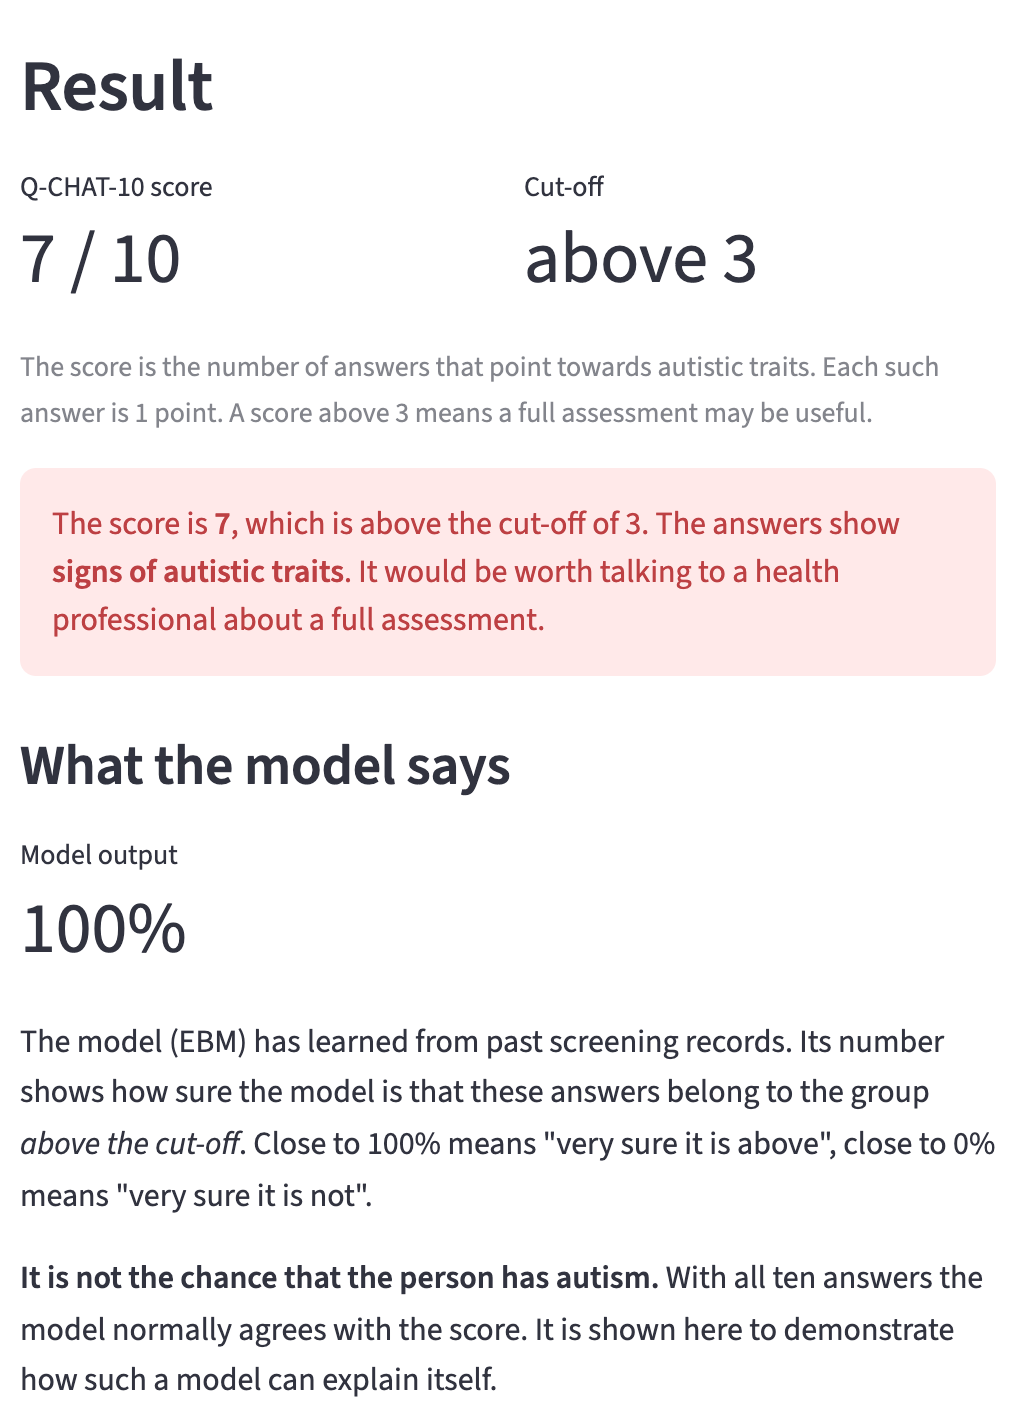 Result
Q-CHAT-10 score
Cut-off
7 / 10
above 3
The score is the number of answers that point towards autistic traits. Each such
answer is 1 point. A score above 3 means a full assessment may be useful.
The score is 7, which is above the cut-off of 3. The answers show
signs of autistic traits. It would be worth talking to a health
professional about a full assessment.
What the model says
Model output
100%
The model (EBM) has learned from past screening records. Its number
shows how sure the model is that these answers belong to the group
above the cut-off. Close to 100% means "very sure it is above", close to 0%
means "very sure it is not".
It is not the chance that the person has autism. With all ten answers the
model normally agrees with the score. It is shown here to demonstrate
how such a model can explain itself.